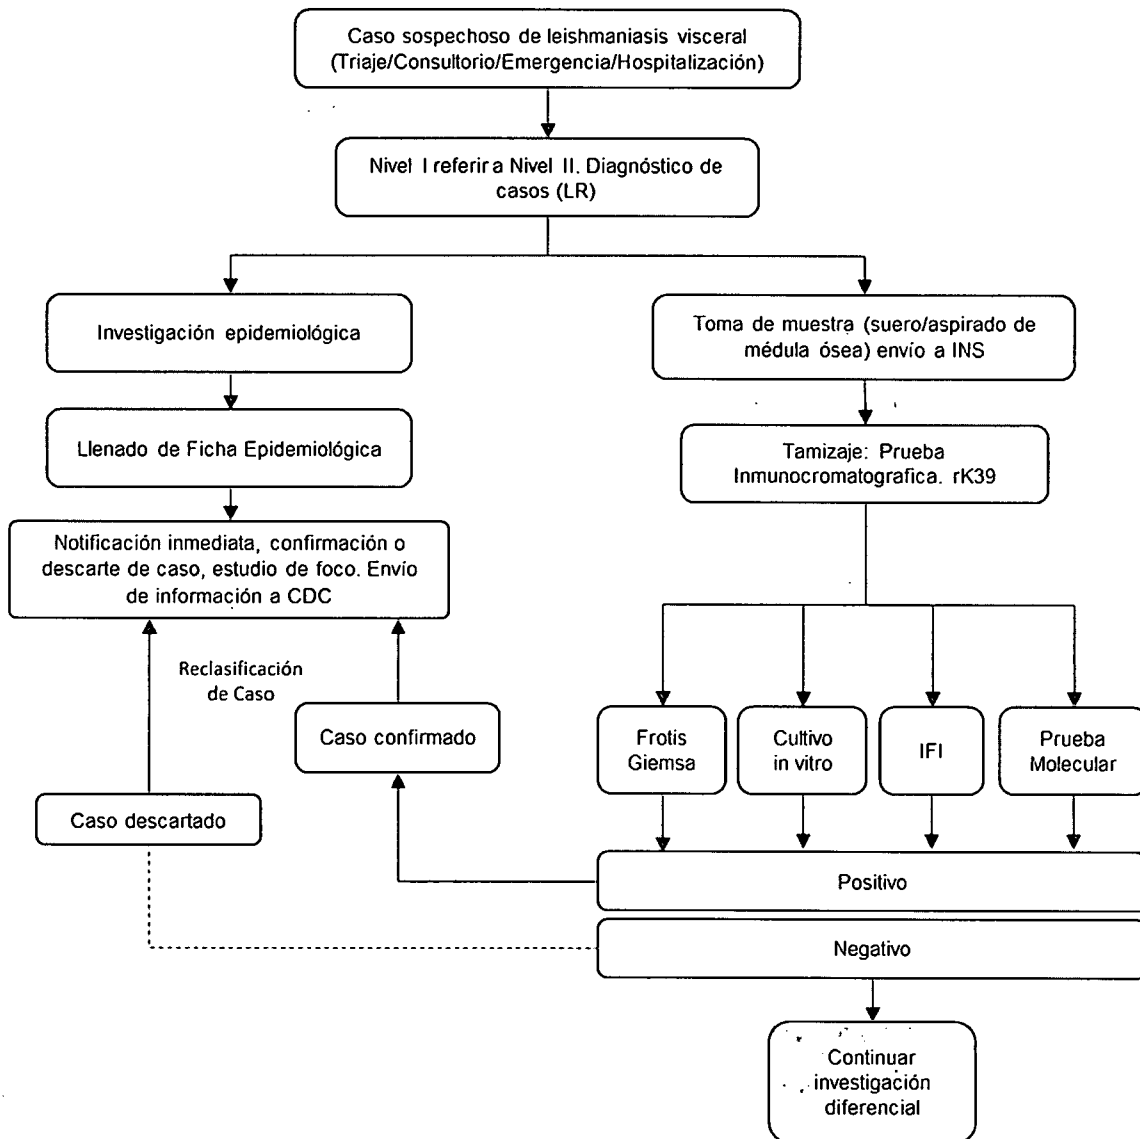 Caso sospechoso de leishmaniasis visceral
(Triaje/Consultorio/Emergencia/Hospitalización)
Nivel I referir a Nivel II. Diagnóstico de
casos (LR)
Investigación epidemiológica
Toma de muestra (suero/aspirado de
médula ósea) envío a INS
Llenado de Ficha Epidemiológica
Tamizaje: Prueba
Inmunocromatografica. rK39
Notificación inmediata, confirmación o
descarte de caso, estudio de foco. Envío
de información a CDC
Reclasificación
de Caso
Caso confirmado
Frotis
Giemsa
Cultivo
in vitro
IFI
Prueba
Molecular
Caso descartado
Positivo
Negativo
Continuar
investigación
diferencial